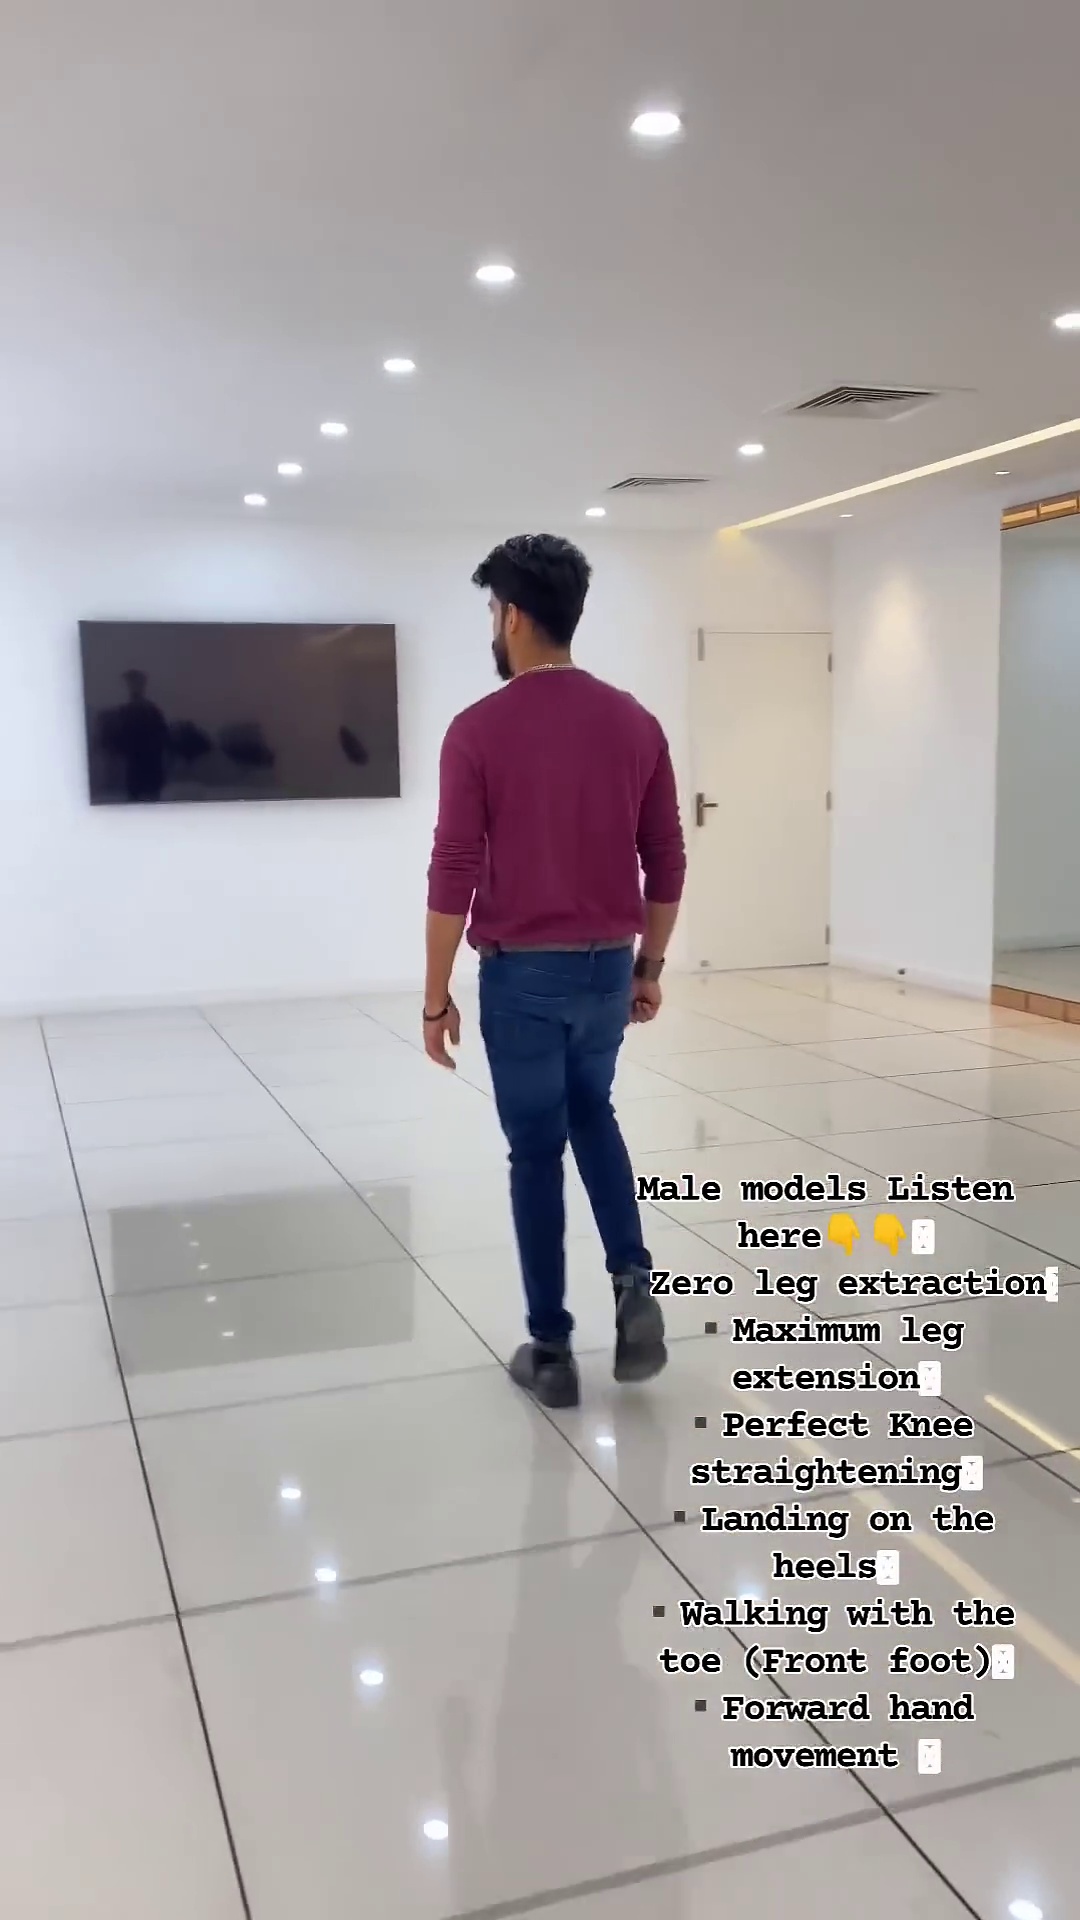 Male models Listen
here👇👇
Zero leg extraction
▪Maximum leg
extension
▪Perfect Knee
straightening
▪Landing on the
heels
▪Walking with the
toe (Front foot)
▪Forward hand
movement